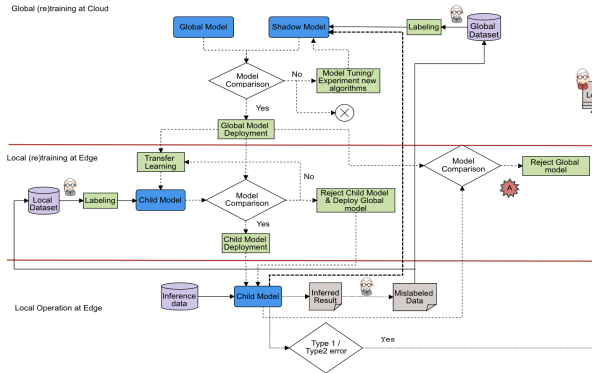 Global (re)training at Cloud
Global Model
Shadow Model
Labeling
Global
Dataset
Model
Comparison
No
Model Tuning/
Experiment new
algorithms
Yes
Global Model
Deployment
Local (re)training at Edge
Transfer
Learning
Model
Comparison
Reject Global
model
A
No
Local
Dataset
Labeling
Child Model
Model
Comparison
Reject Child Model
& Deploy Global
model
Yes
Child Model
Deployment
Local Operation at Edge
Inference
data
Child Model
Inferred
Result
Mislabeled
Data
Type 1 /
Type2 error
Yes